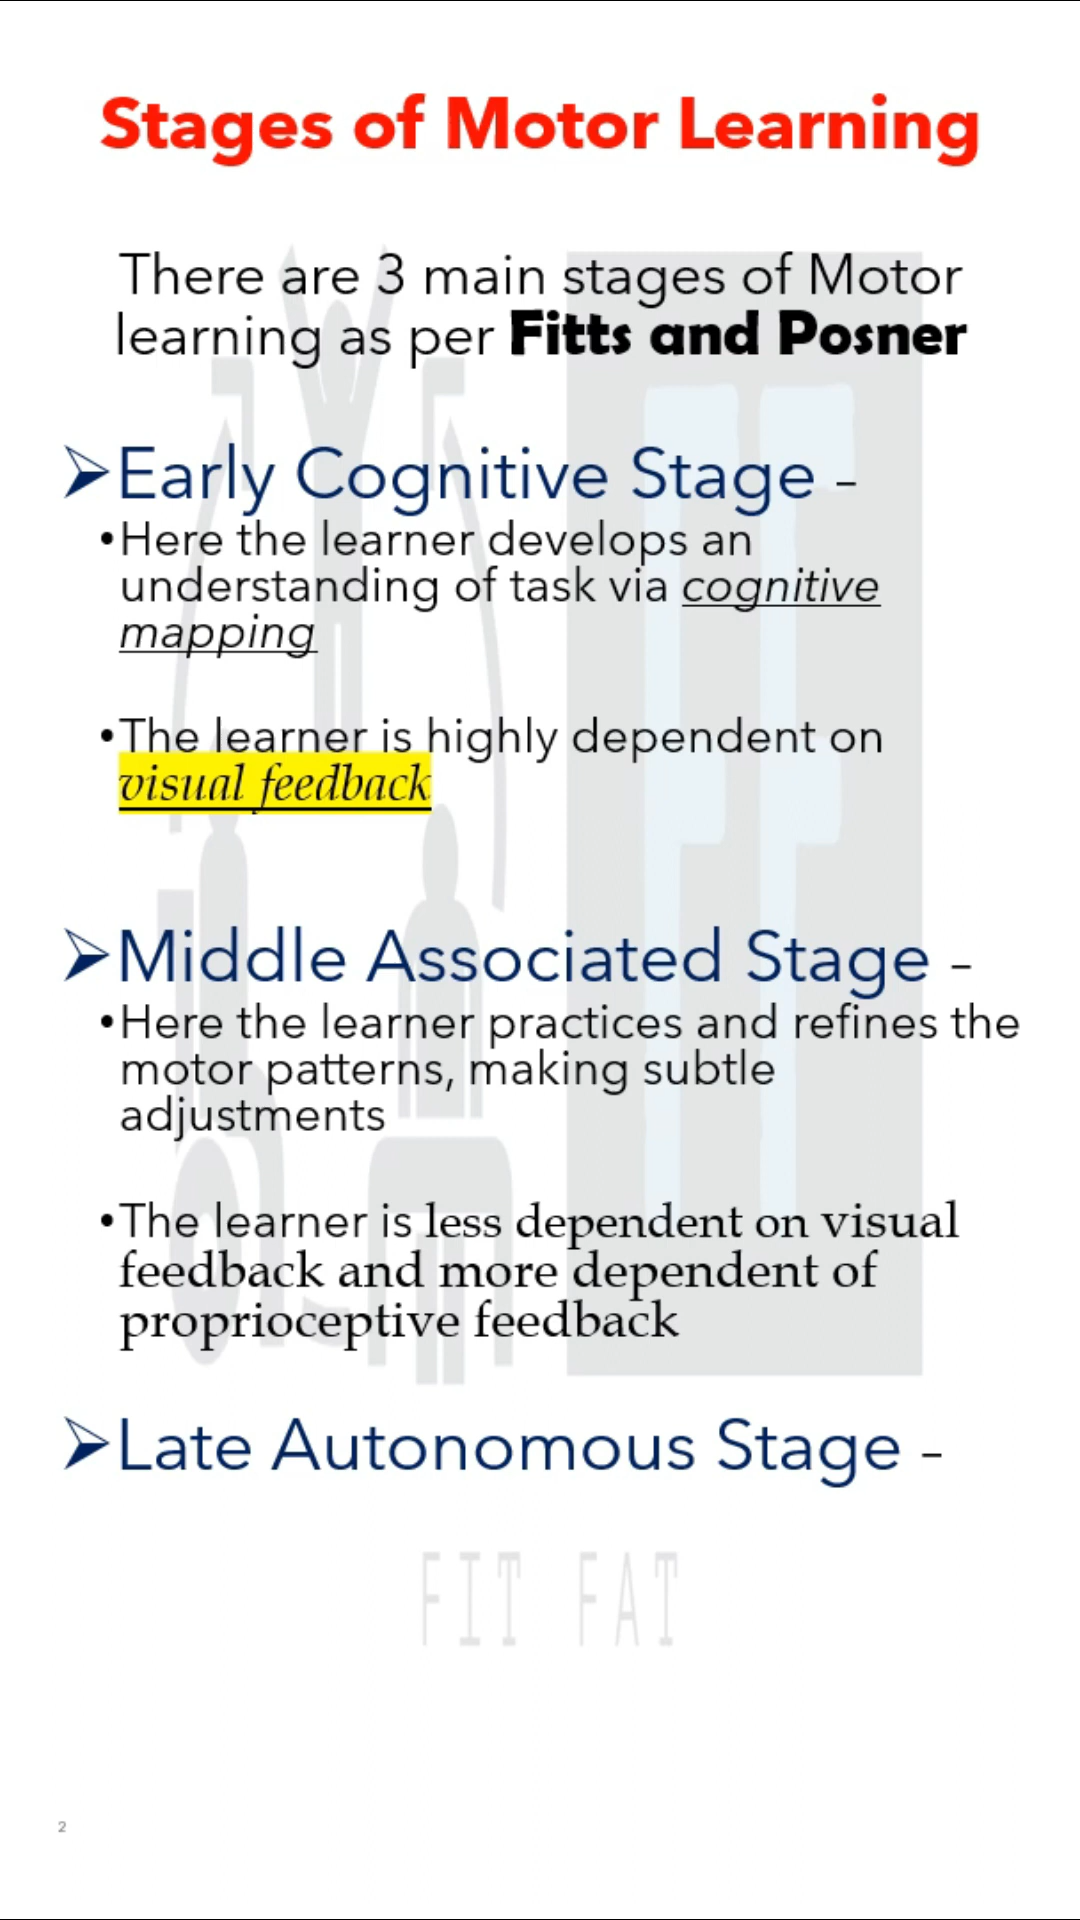 Stages of Motor Learning
There are 3 main stages of Motor
learning as per Fitts and Posner
➢Early Cognitive Stage -
•Here the learner develops an
understanding of task via cognitive
mapping
•The learner is highly dependent on
visual feedback
➢Middle Associated Stage -
•Here the learner practices and refines the
motor patterns, making subtle
adjustments
•The learner is less dependent on visual
feedback and more dependent of
proprioceptive feedback
➢Late Autonomous Stage -
FIT FAT
2